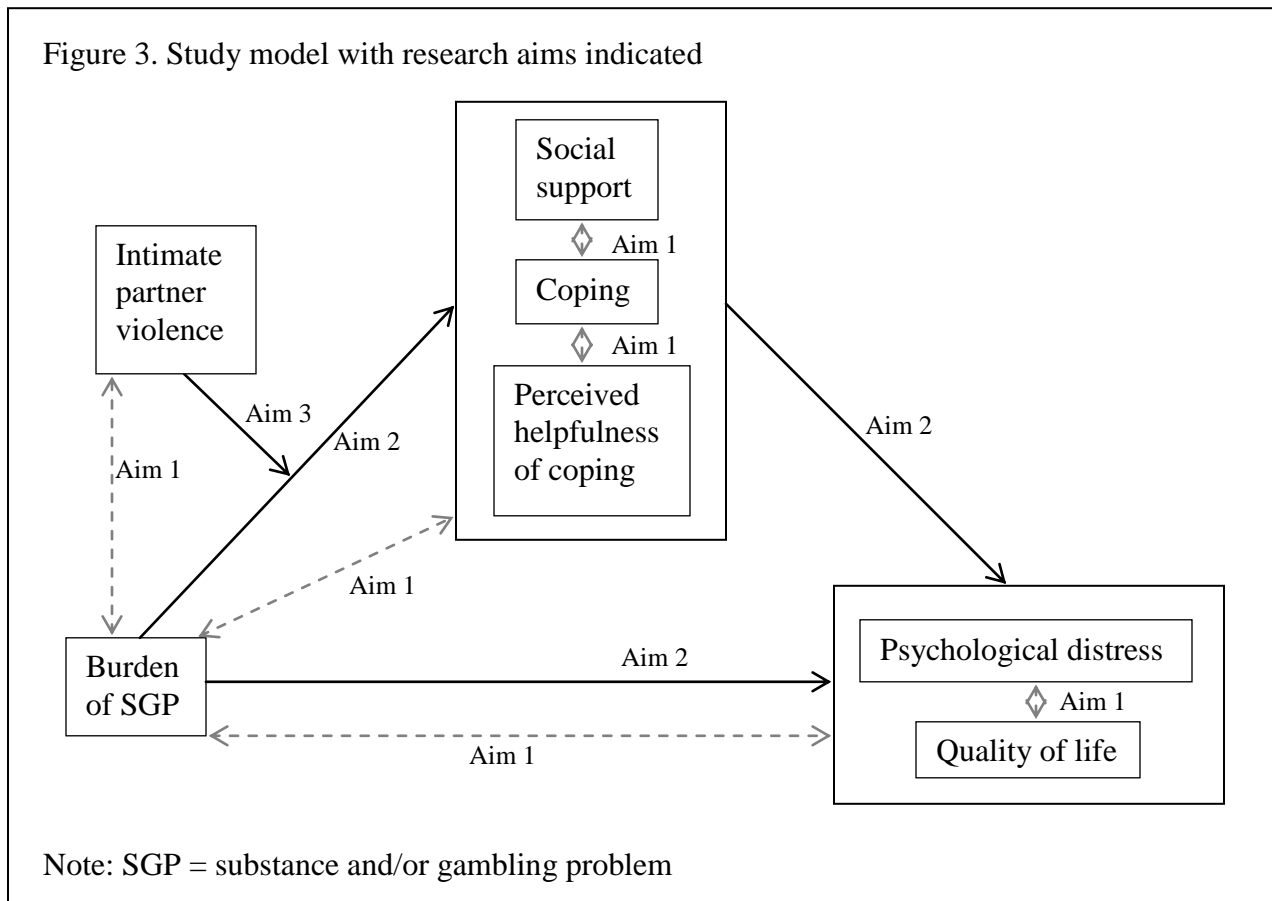 Figure 3. Study model with research aims indicated
Social
support
Aim 1
Coping
Aim 1
Perceived
helpfulness
of coping
Intimate
partner
violence
Aim 3
Aim 2
Aim 2
Aim 1
Aim 1
Burden
of SGP
Aim 2
Aim 1
Psychological distress
Aim 1
Quality of life
Note: SGP = substance and/or gambling problem